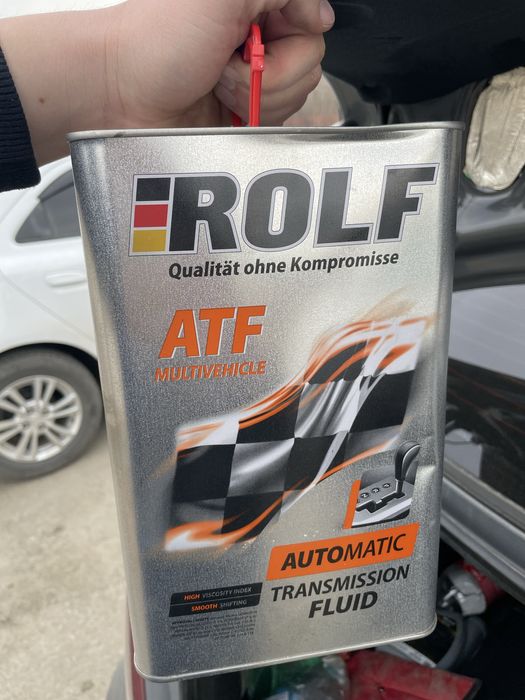 ROLF
Qualität ohne Kompromisse
ATF
MULTIVEHICLE
AUTOMATIC
TRANSMISSION
FLUID
HIGH VISCOSITY INDEX
SMOOTH SHIFTING